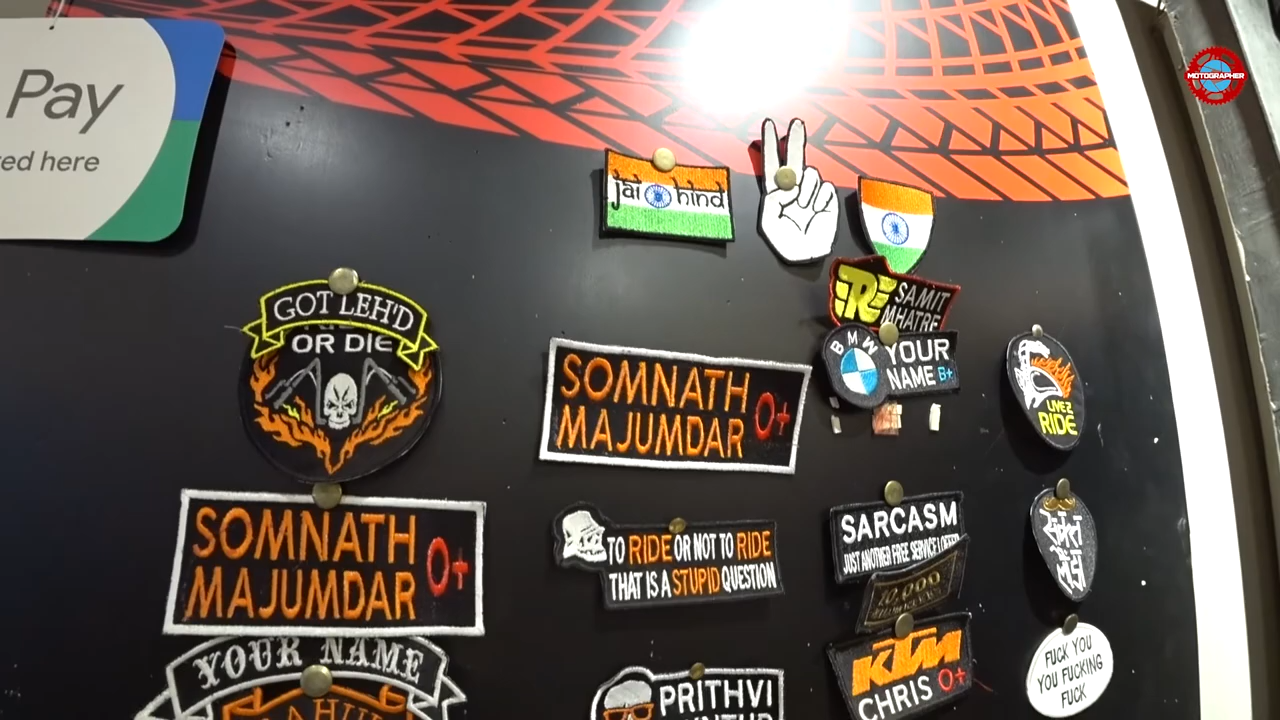 Pay
MOTOGRAPHER
jai hind
SAMIT
MHATRE
GOT LEH'D
OR DIE
BMW
YOUR
NAME B+
SOMNATH
MAJUMDAR O+
LIVE 2
RIDE
SOMNATH
MAJUMDAR O+
TO RIDE OR NOT TO RIDE
THAT IS A STUPID QUESTION
SARCASM
JUST ANOTHER FREE SERVICE I OFFER
10,000
YOUR NAME
PRITHVI
KTM
CHRIS O+
FUCK YOU
YOU FUCKING
FUCK